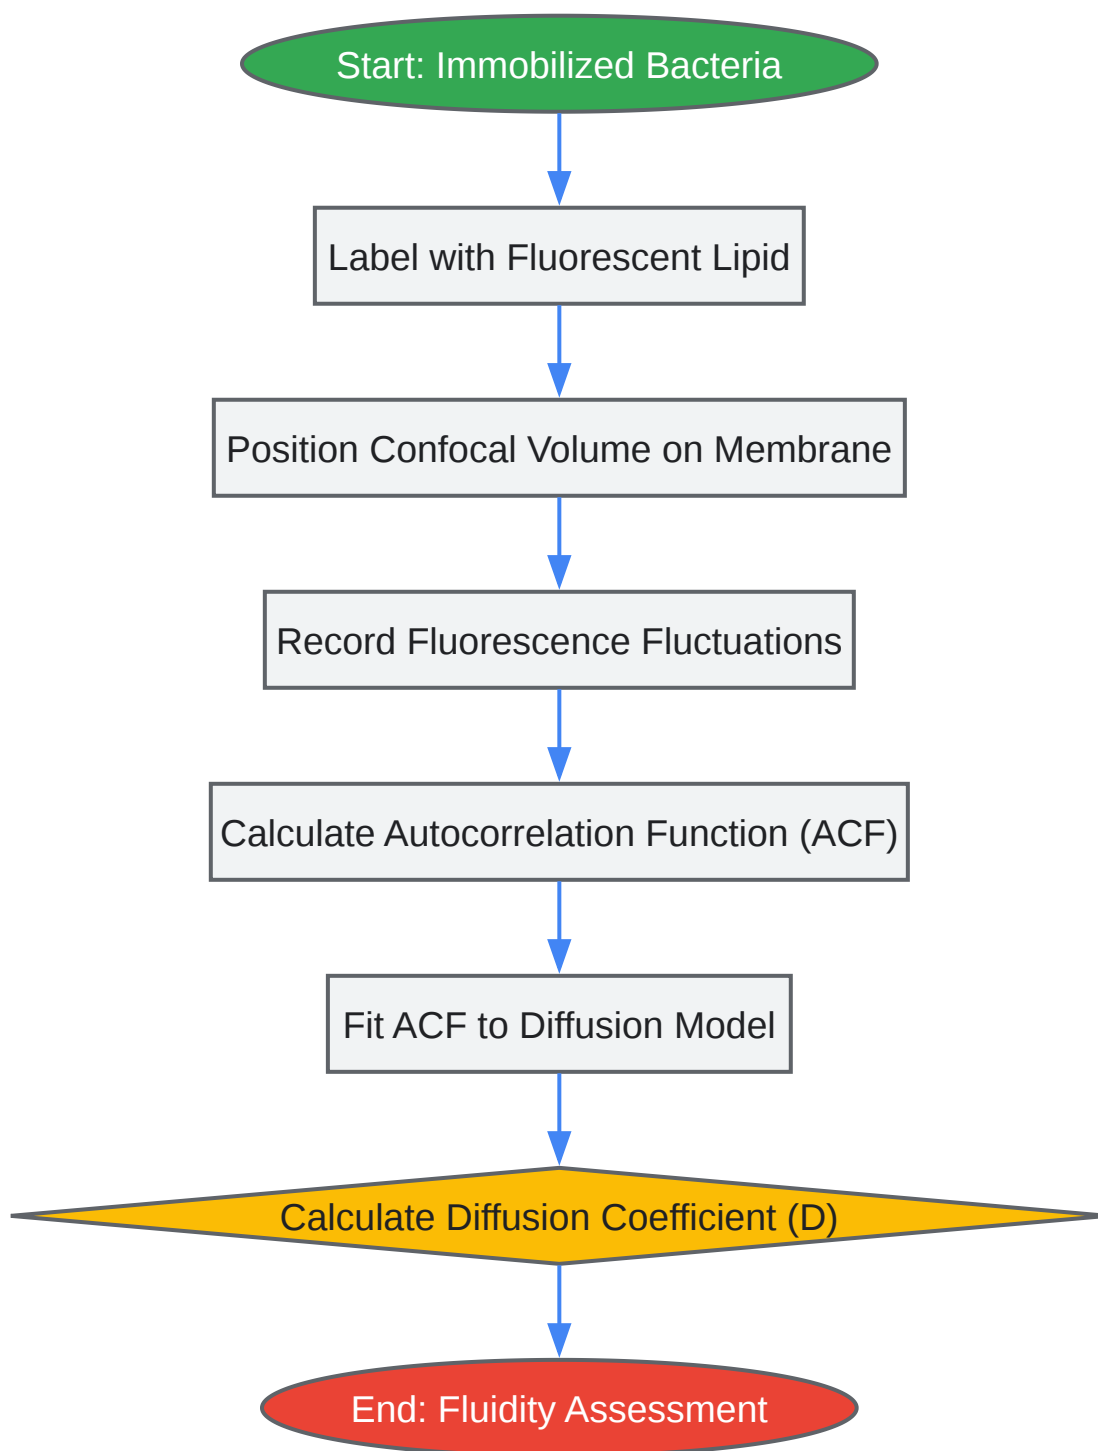 Start: Immobilized Bacteria
Label with Fluorescent Lipid
Position Confocal Volume on Membrane
Record Fluorescence Fluctuations
Calculate Autocorrelation Function (ACF)
Fit ACF to Diffusion Model
Calculate Diffusion Coefficient (D)
End: Fluidity Assessment